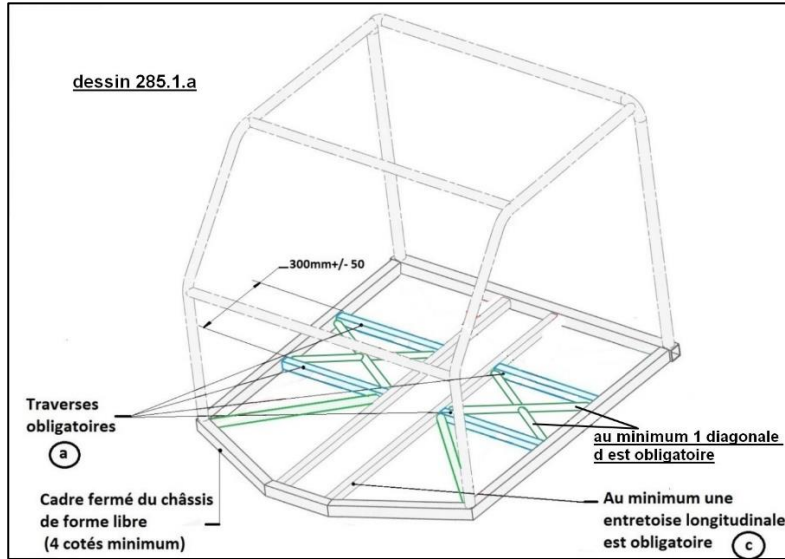 dessin 285.1.a
300mm+/- 50
Traverses
obligatoires
a
au minimum 1 diagonale
d est obligatoire
Cadre fermé du châssis
de forme libre
(4 cotés minimum)
Au minimum une
entretoise longitudinale
est obligatoire c